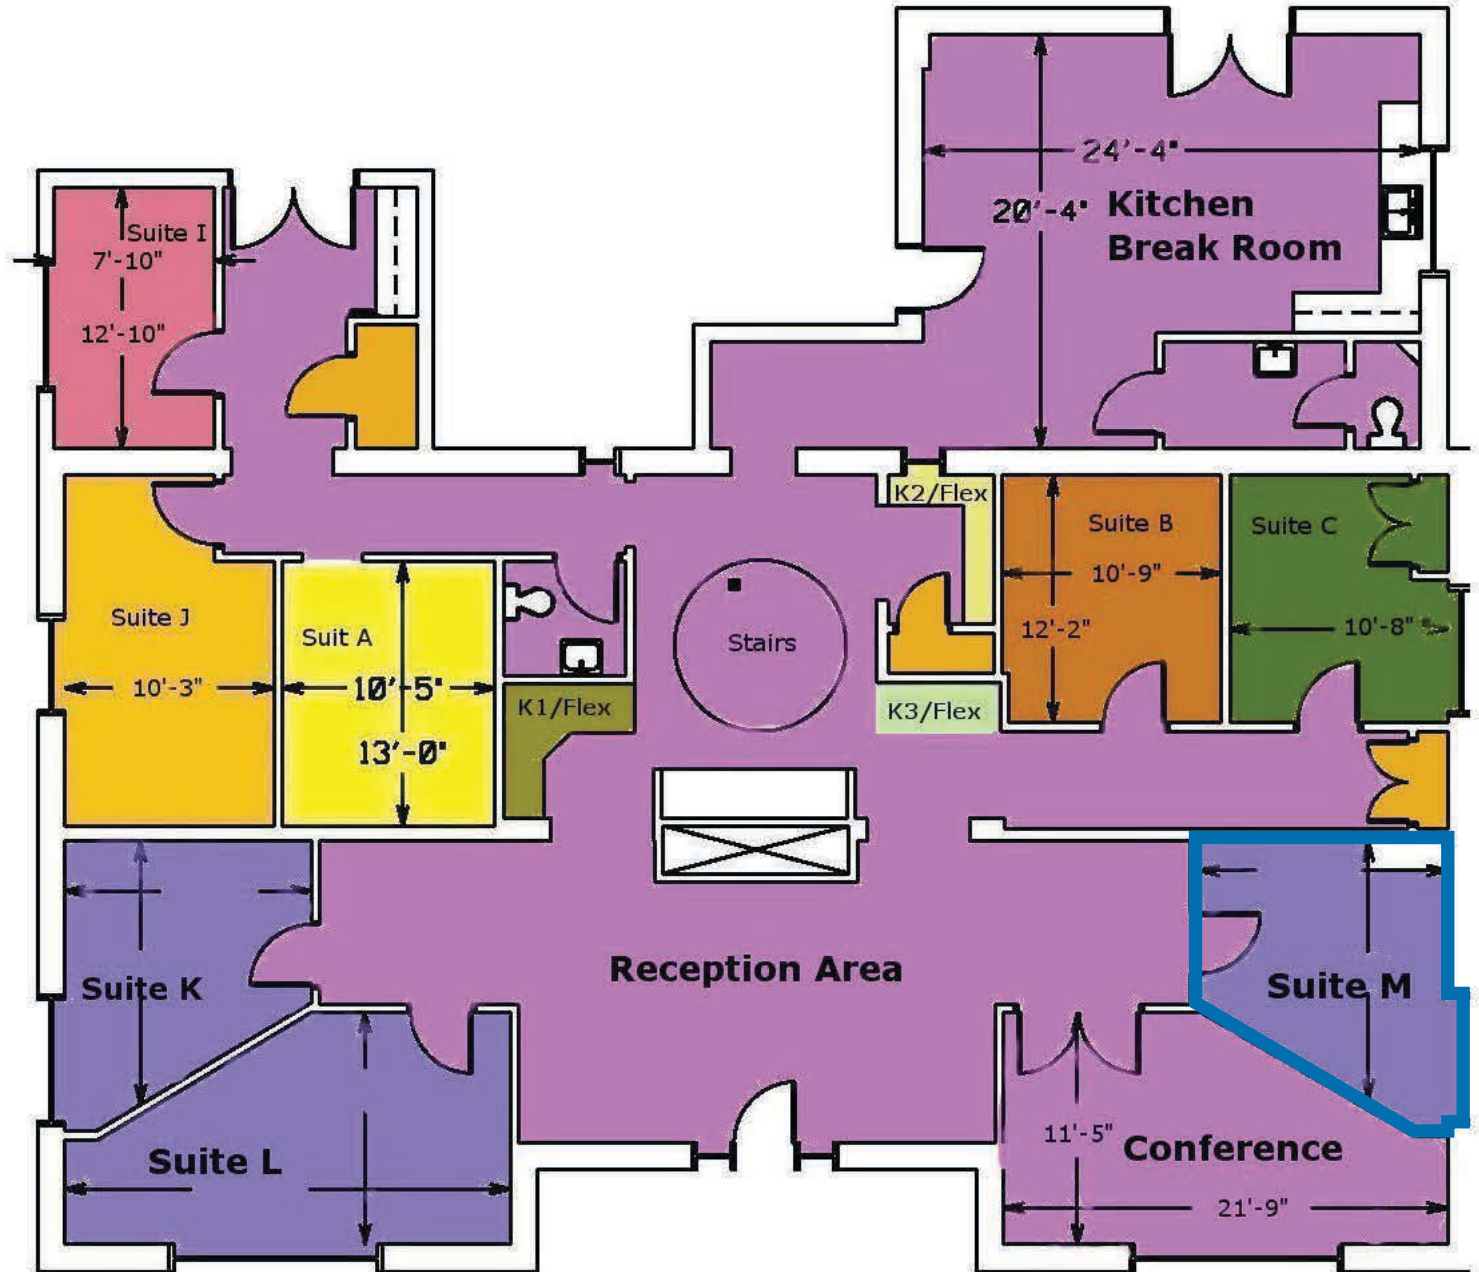 24'-4"
20'-4" Kitchen
Break Room
Suite I
7'-10"
12'-10"
K2/Flex
Suite B
Suite C
10'-9"
Suite J
12'-2"
10'-8"
Suit A
Stairs
10'-3"
10'-5"
K1/Flex
K3/Flex
13'-0"
Reception Area
Suite K
Suite M
11'-5"
Conference
Suite L
21'-9"